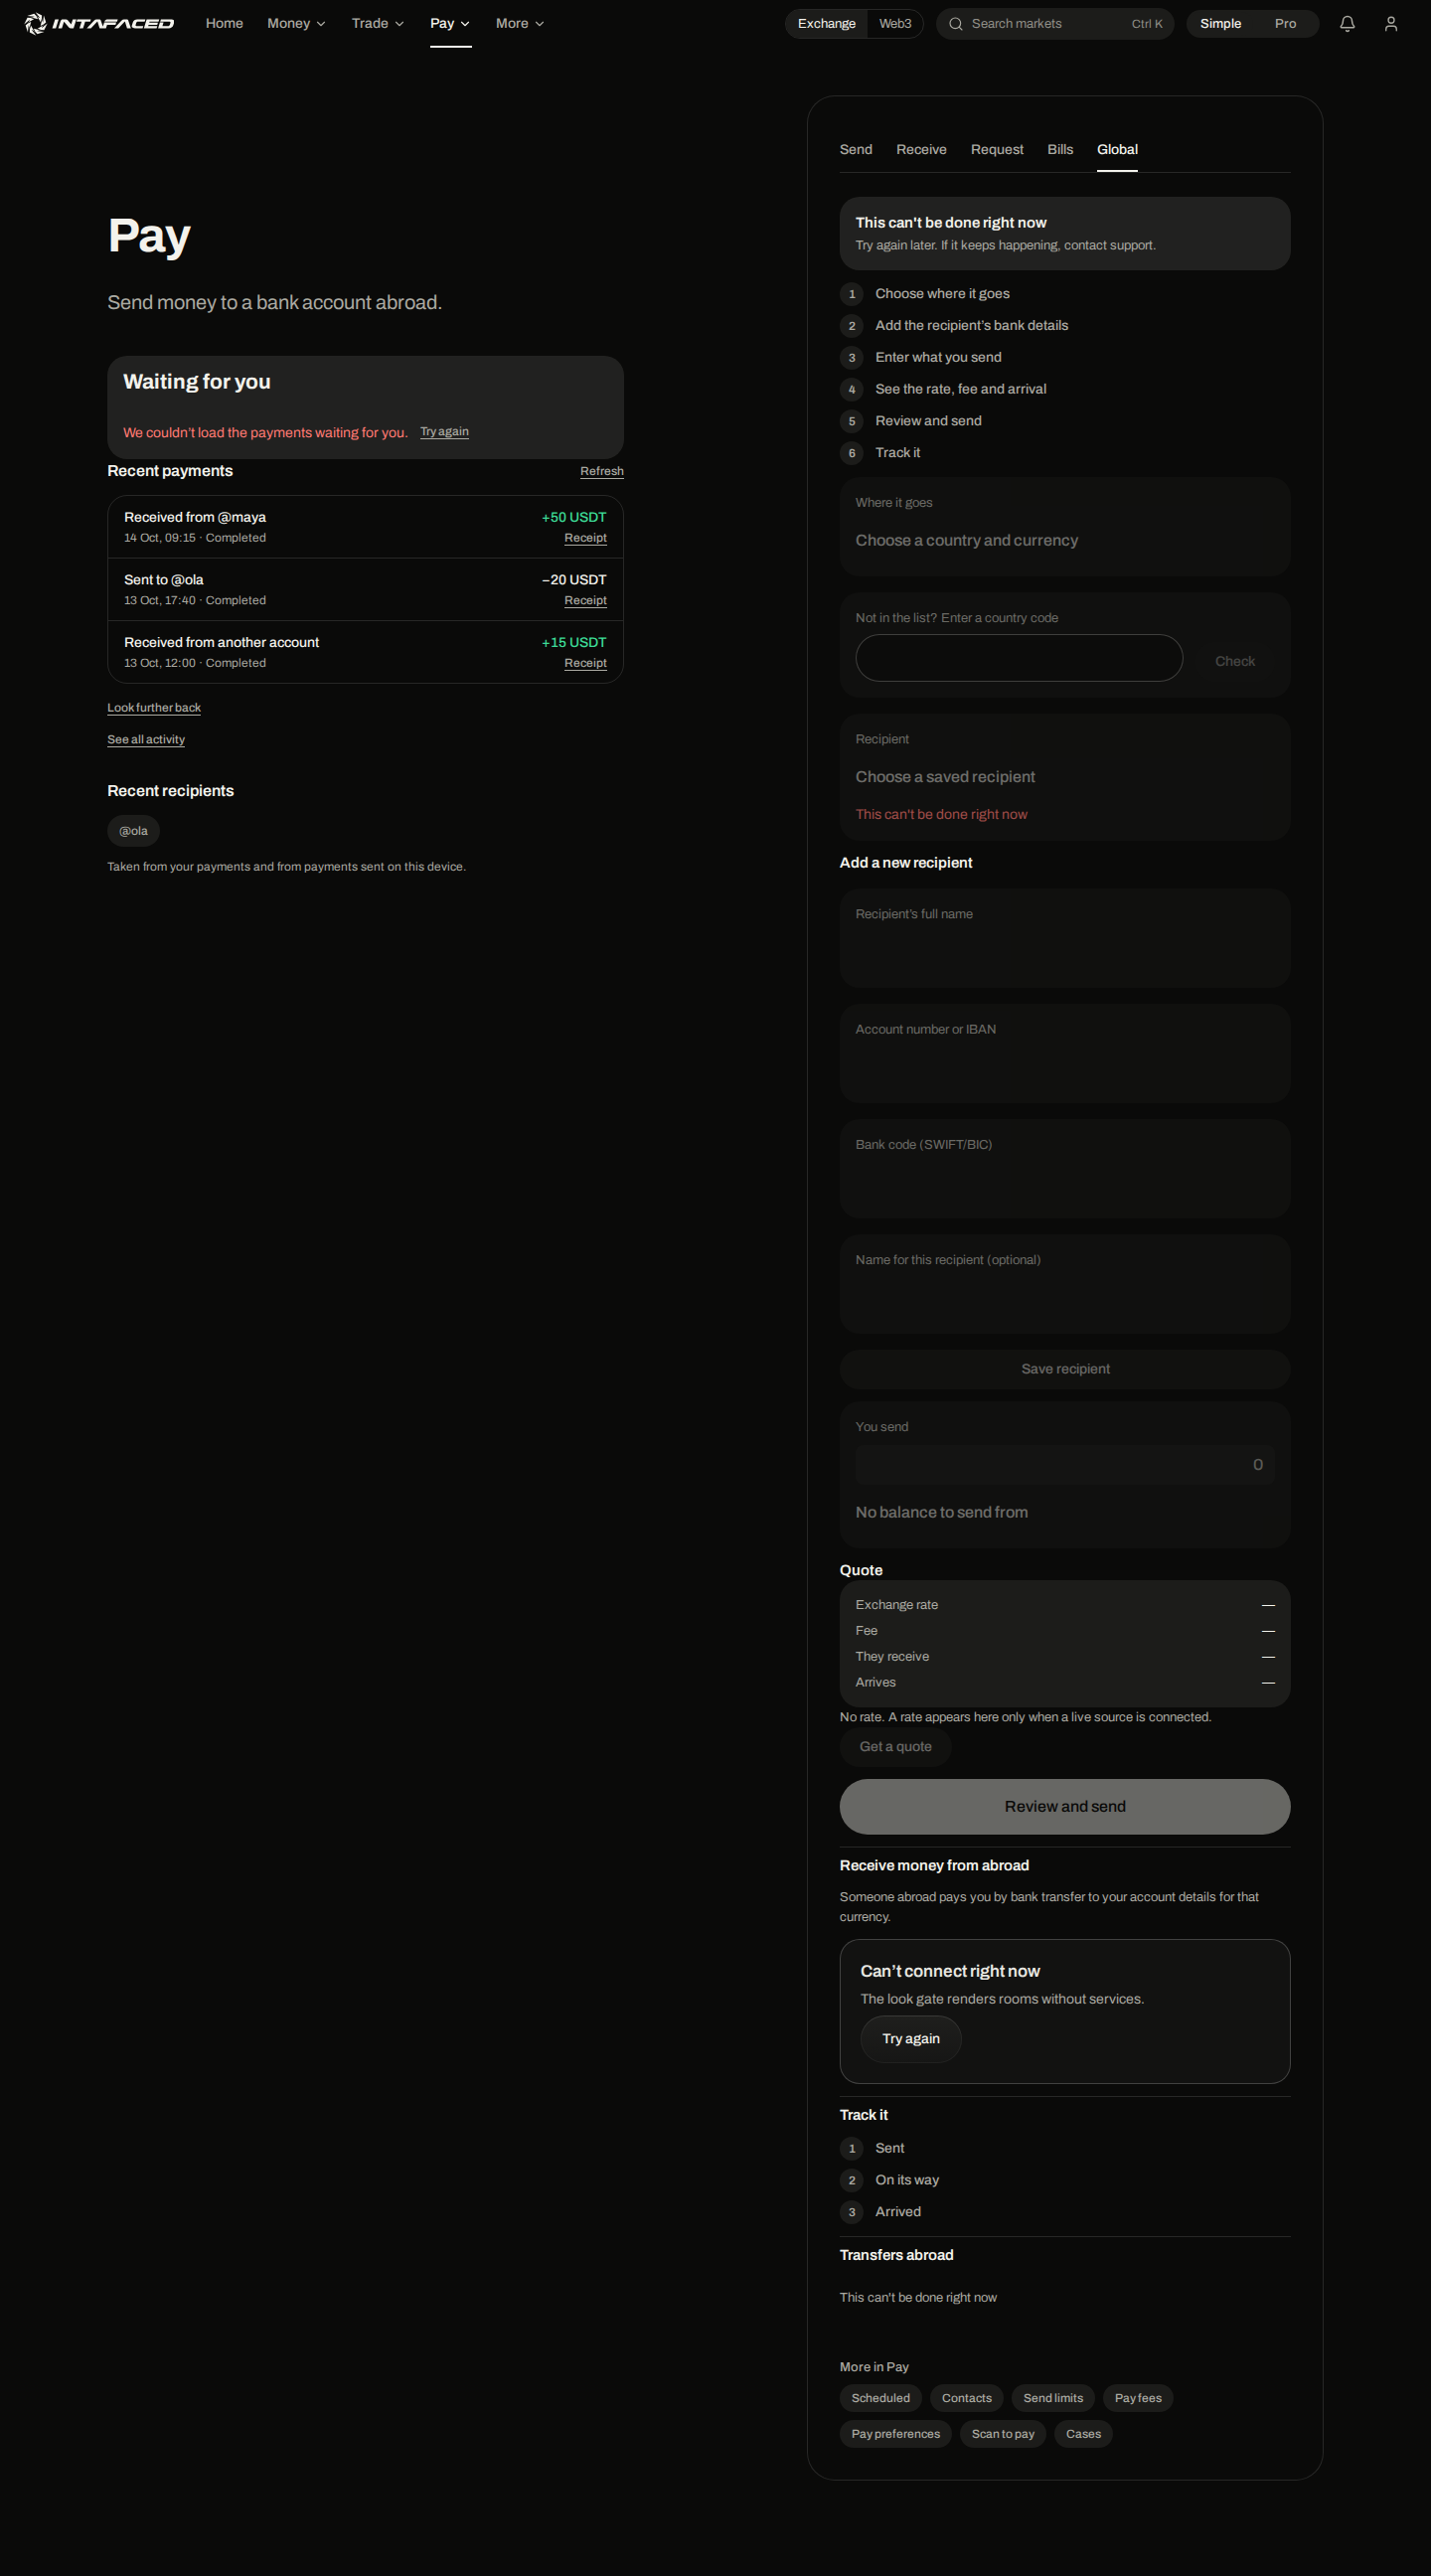 INTAFACED
Home
Money
Trade
Pay
More
Exchange
Web3
Search markets
Ctrl K
Simple
Pro
Pay
Send money to a bank account abroad.
Waiting for you
We couldn’t load the payments waiting for you.
Try again
Recent payments
Refresh
Received from @maya
+50 USDT
14 Oct, 09:15 · Completed
Receipt
Sent to @ola
−20 USDT
13 Oct, 17:40 · Completed
Receipt
Received from another account
+15 USDT
13 Oct, 12:00 · Completed
Receipt
Look further back
See all activity
Recent recipients
@ola
Taken from your payments and from payments sent on this device.
Send
Receive
Request
Bills
Global
This can't be done right now
Try again later. If it keeps happening, contact support.
1 Choose where it goes
2 Add the recipient’s bank details
3 Enter what you send
4 See the rate, fee and arrival
5 Review and send
6 Track it
Where it goes
Choose a country and currency
Not in the list? Enter a country code
Check
Recipient
Choose a saved recipient
This can't be done right now
Add a new recipient
Recipient’s full name
Account number or IBAN
Bank code (SWIFT/BIC)
Name for this recipient (optional)
Save recipient
You send
0
No balance to send from
Quote
Exchange rate —
Fee —
They receive —
Arrives —
No rate. A rate appears here only when a live source is connected.
Get a quote
Review and send
Receive money from abroad
Someone abroad pays you by bank transfer to your account details for that
currency.
Can’t connect right now
The look gate renders rooms without services.
Try again
Track it
1 Sent
2 On its way
3 Arrived
Transfers abroad
This can't be done right now
More in Pay
Scheduled
Contacts
Send limits
Pay fees
Pay preferences
Scan to pay
Cases